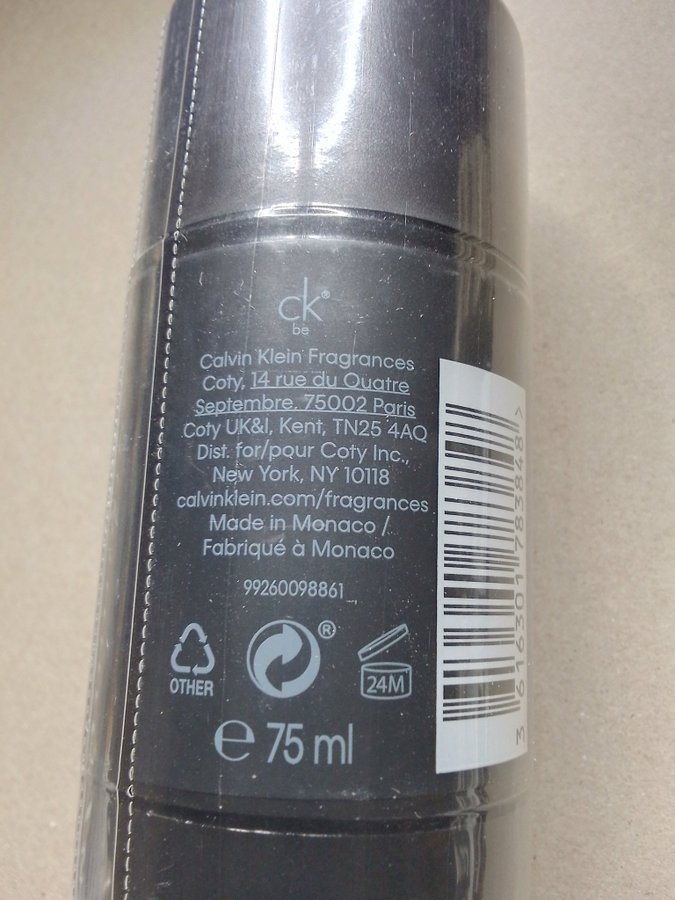 ck®
be
Calvin Klein Fragrances
Coty, 14 rue du Quatre
Septembre. 75002 Paris
Coty UK&I, Kent, TN25 4AQ
Dist. for/pour Coty Inc.,
New York, NY 10118
calvinklein.com/fragrances
Made in Monaco /
Fabriqué à Monaco
99260098861
OTHER
®
24M
e 75 ml
3 616301 783848 >